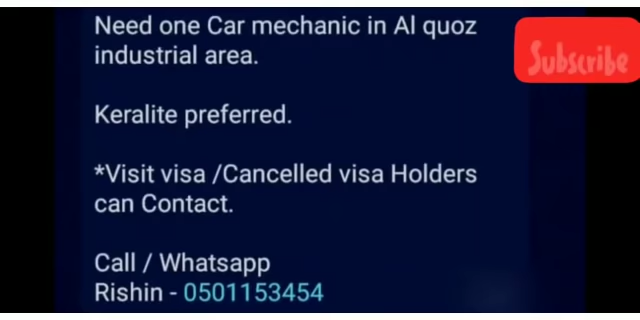 Need one Car mechanic in Al quoz
industrial area.
Subscribe
Keralite preferred.
*Visit visa /Cancelled visa Holders
can Contact.
Call / Whatsapp
Rishin - 0501153454